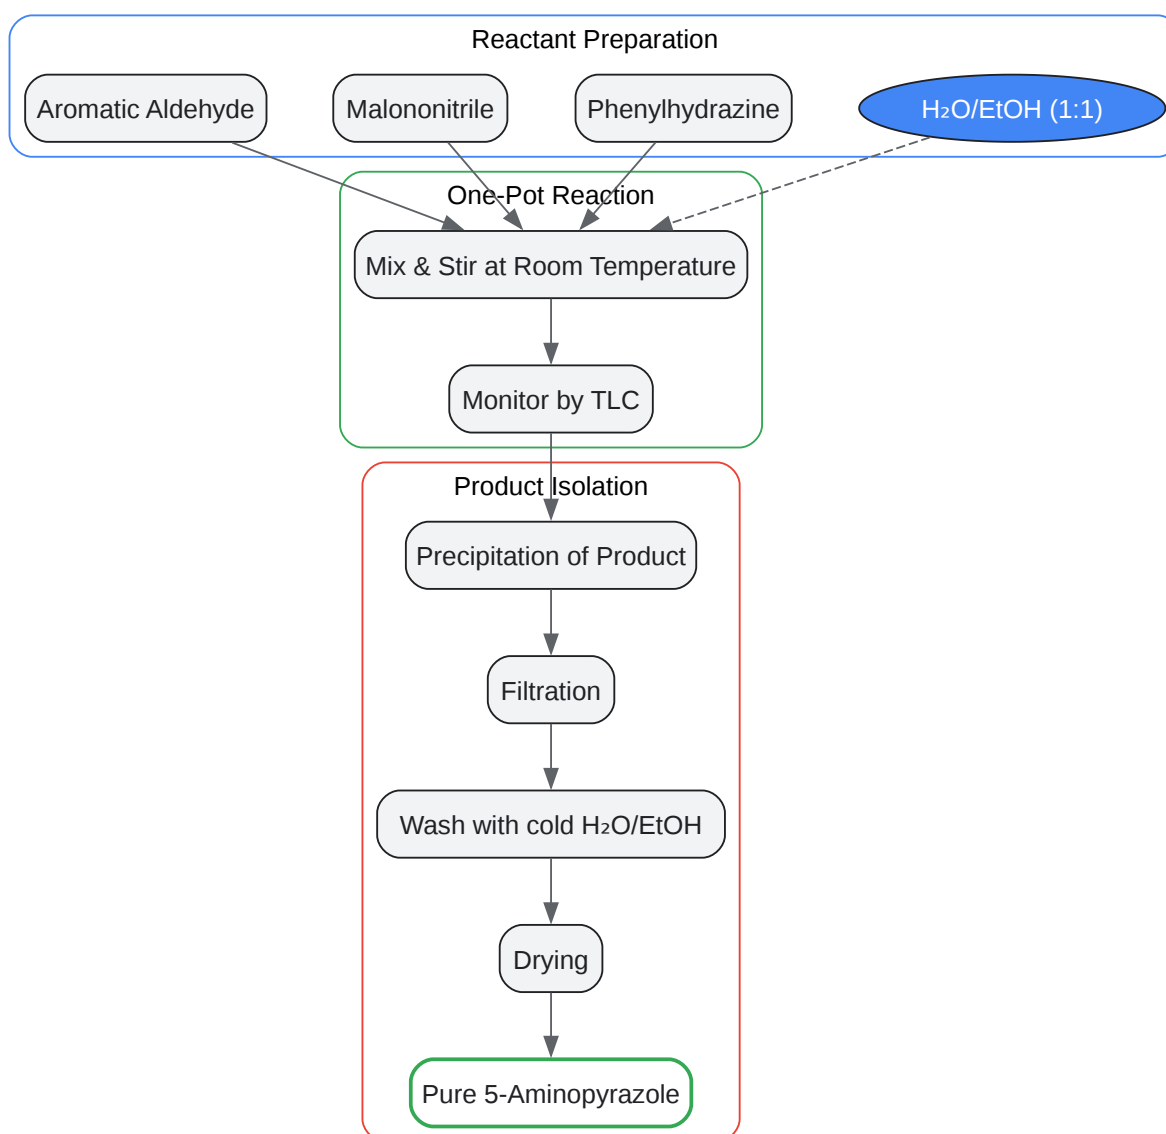 Reactant Preparation
Aromatic Aldehyde
Malononitrile
Phenylhydrazine
H₂O/EtOH (1:1)
One-Pot Reaction
Mix & Stir at Room Temperature
Monitor by TLC
Product Isolation
Precipitation of Product
Filtration
Wash with cold H₂O/EtOH
Drying
Pure 5-Aminopyrazole